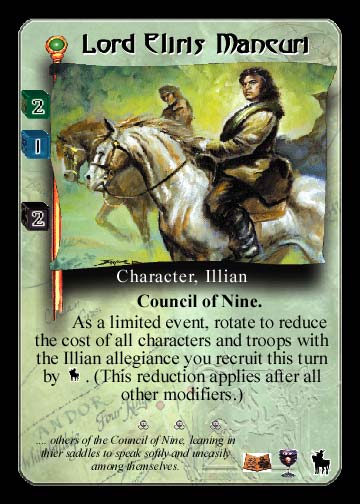 Lord Eliris Mancuri
2
1
2
Character, Illian
Council of Nine.
As a limited event, rotate to reduce
the cost of all characters and troops with
the Illian allegiance you recruit this turn
by . (This reduction applies after all
other modifiers.)
.... others of the Council of Nine, leaning in
thier saddles to speak softly and uneasily
among themselves.